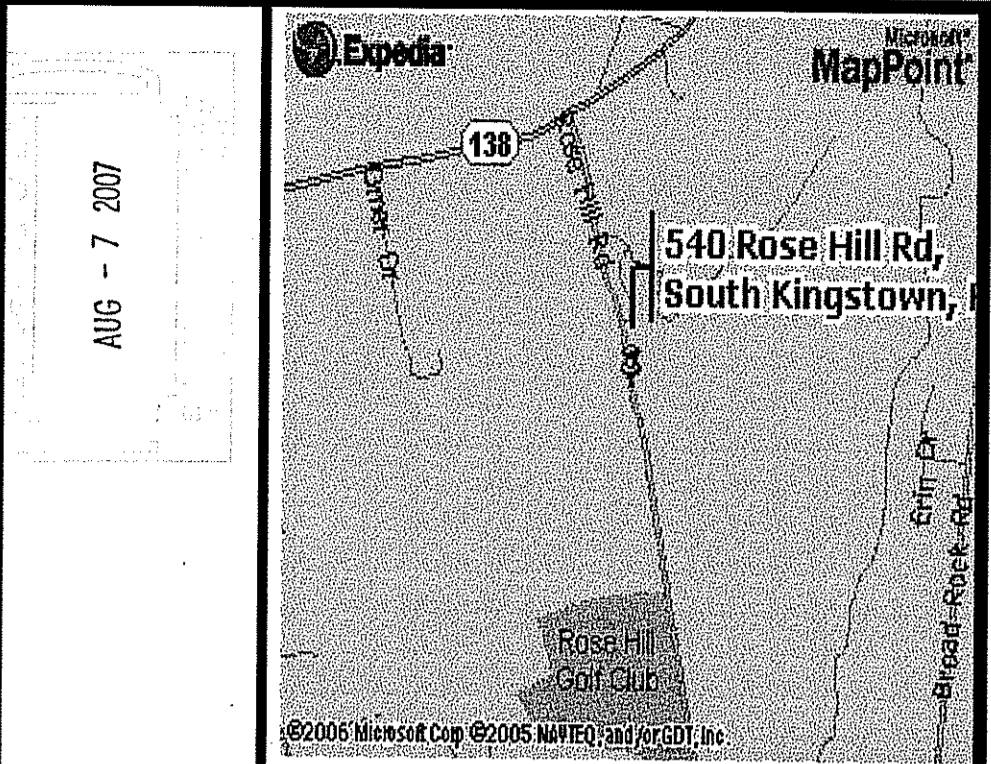 AUG - 7 2007
Expedia
Microsoft®
MapPoint®
138
Rose Hill Rd
540 Rose Hill Rd,
South Kingstown,
Erin Dr
Broad Rock Rd
Rose Hill
Golf Club
©2006 Microsoft Corp ©2005 NAVTEQ, and/or GDT, Inc.